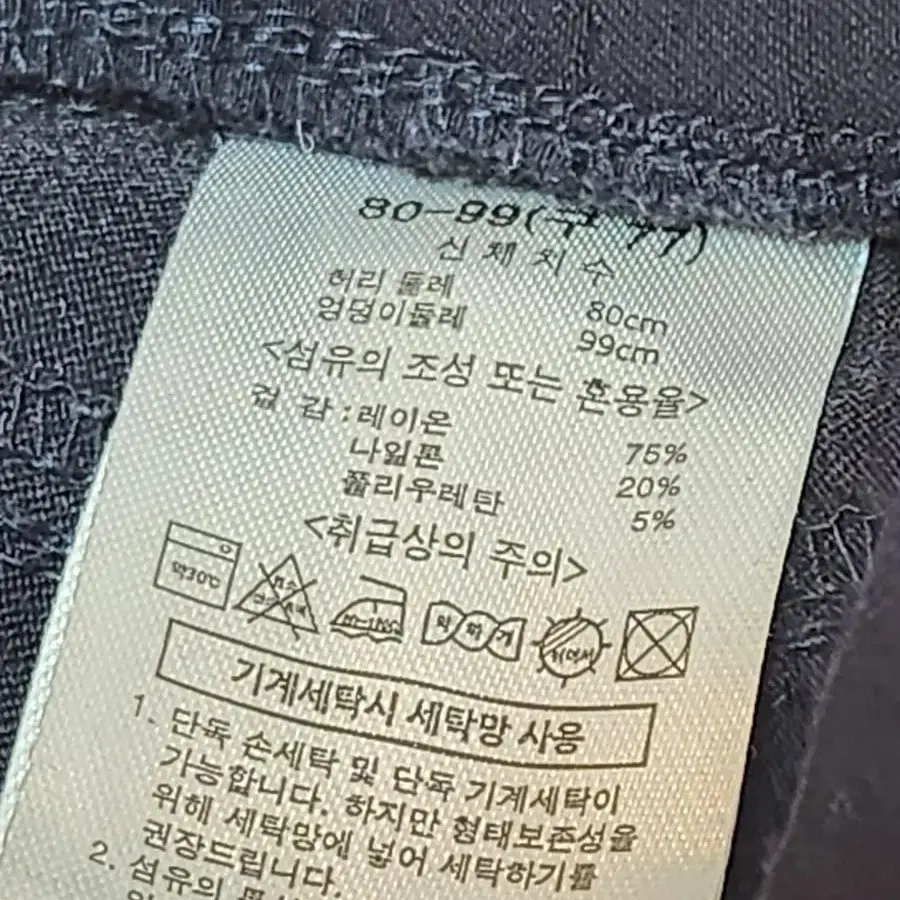 80-99(구 77)
신체치수
허리 둘레 80cm
엉덩이둘레 99cm
<섬유의 조성 또는 혼용율>
겉 감 : 레이온 75%
나일론 20%
폴리우레탄 5%
<취급상의 주의>
약30℃
약하게
기계세탁시 세탁망 사용
1. 단독 손세탁 및 단독 기계세탁이
가능합니다. 하지만 형태보존성을
위해 세탁망에 넣어 세탁하기를
권장드립니다.
2. 섬유의